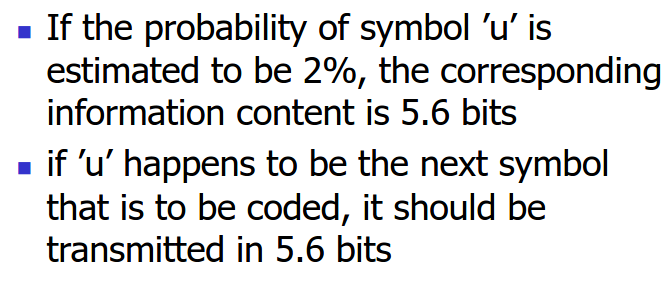 If the probability of symbol ’u’ is
estimated to be 2%, the corresponding
information content is 5.6 bits
if ’u’ happens to be the next symbol
that is to be coded, it should be
transmitted in 5.6 bits